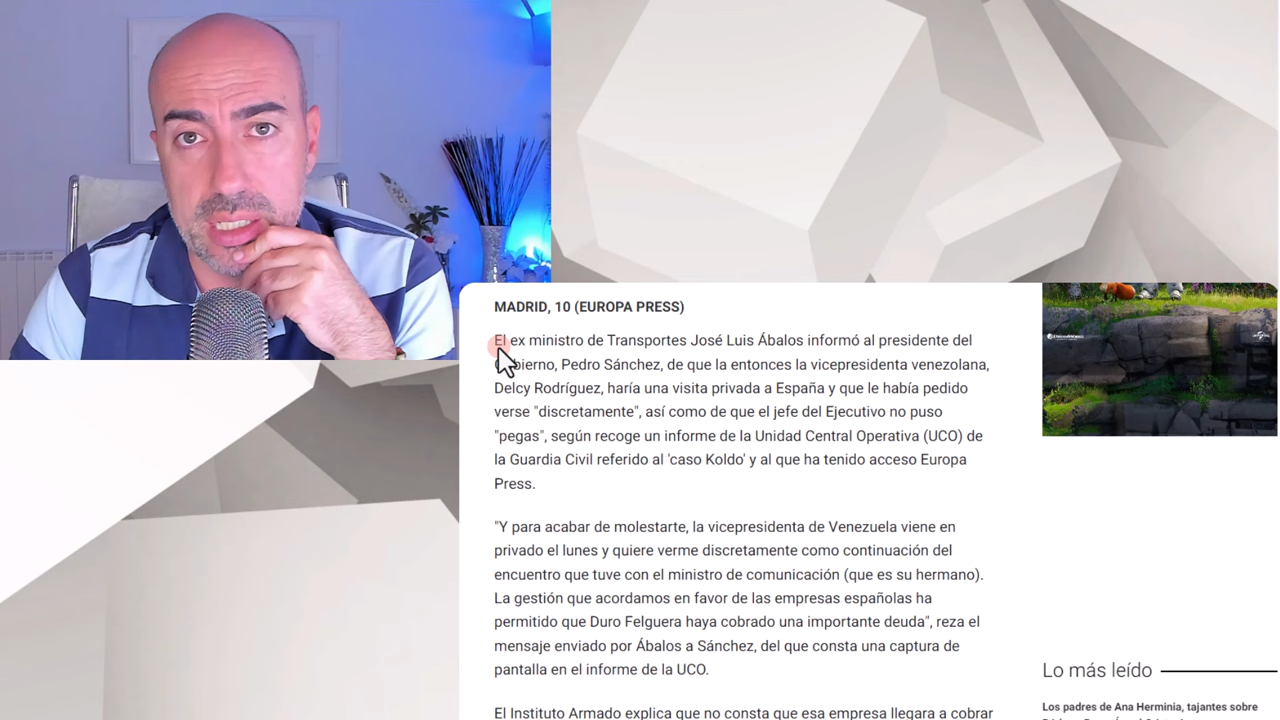 MADRID, 10 (EUROPA PRESS)
El ex ministro de Transportes José Luis Ábalos informó al presidente del
Gobierno, Pedro Sánchez, de que la entonces la vicepresidenta venezolana,
Delcy Rodríguez, haría una visita privada a España y que le había pedido
verse "discretamente", así como de que el jefe del Ejecutivo no puso
"pegas", según recoge un informe de la Unidad Central Operativa (UCO) de
la Guardia Civil referido al 'caso Koldo' y al que ha tenido acceso Europa
Press.
"Y para acabar de molestarte, la vicepresidenta de Venezuela viene en
privado el lunes y quiere verme discretamente como continuación del
encuentro que tuve con el ministro de comunicación (que es su hermano).
La gestión que acordamos en favor de las empresas españolas ha
permitido que Duro Felguera haya cobrado una importante deuda", reza el
mensaje enviado por Ábalos a Sánchez, del que consta una captura de
pantalla en el informe de la UCO.
El Instituto Armado explica que no consta que esa empresa llegara a cobrar
Lo más leído
Los padres de Ana Herminia, tajantes sobre